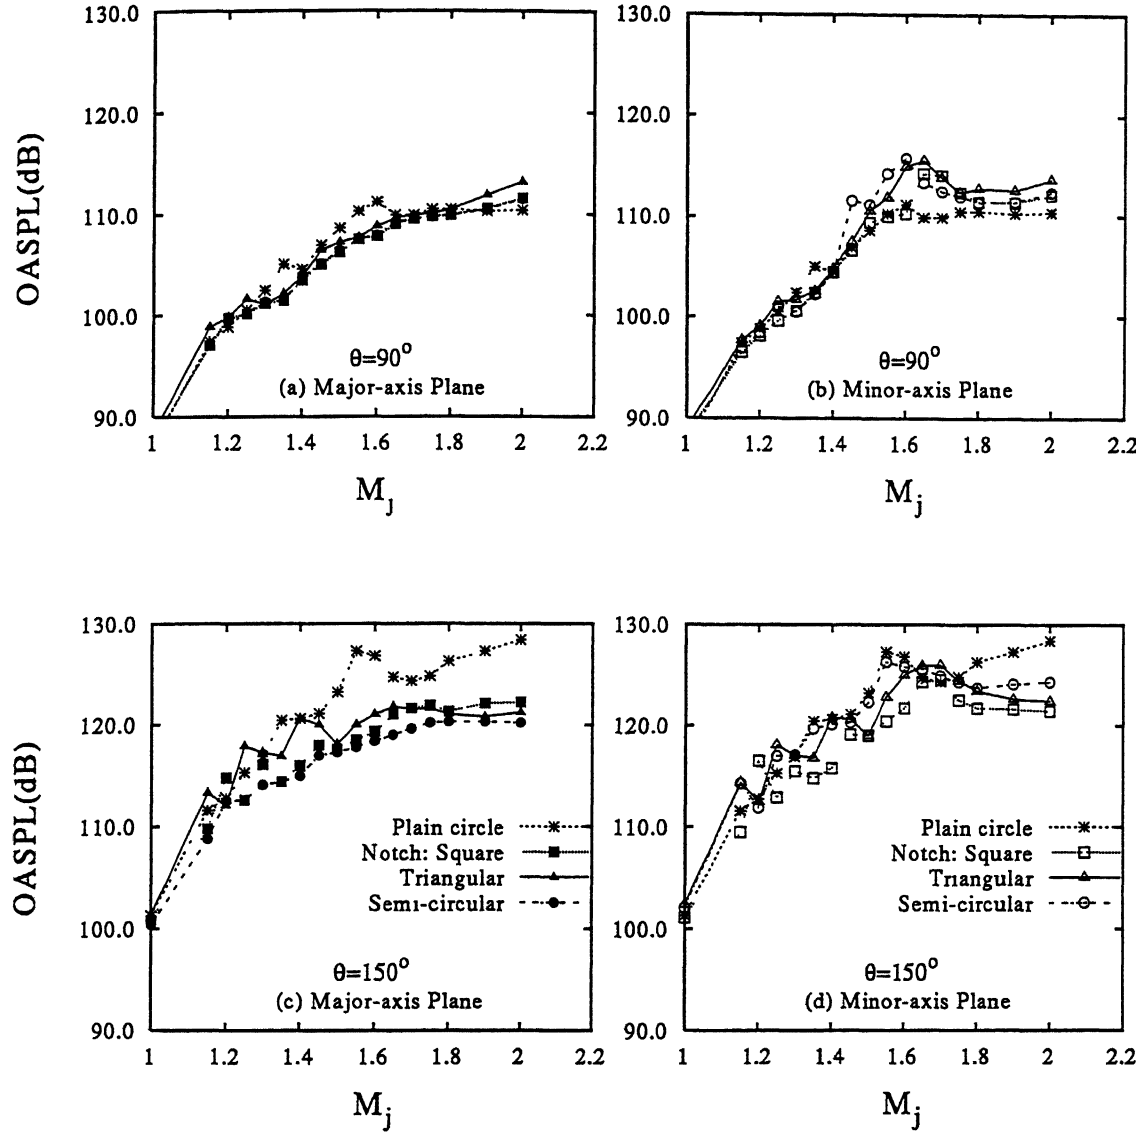 OASPL(dB)
130.0
120.0
110.0
100.0
90.0
θ=90°
(a) Major-axis Plane
1 1.2 1.4 1.6 1.8 2 2.2
Mȷ
130.0
120.0
110.0
100.0
90.0
θ=90°
(b) Minor-axis Plane
1 1.2 1.4 1.6 1.8 2 2.2
Mj
OASPL(dB)
130.0
120.0
110.0
100.0
90.0
Plain circle
Notch: Square
Triangular
Semı-circular
θ=150°
(c) Major-axis Plane
1 1.2 1.4 1.6 1.8 2 2.2
Mj
130.0
120.0
110.0
100.0
90.0
Plain circle
Notch: Square
Trıangular
Semi-circular
θ=150°
(d) Minor-axis Plane
1 1.2 1.4 1.6 1.8 2 2.2
Mj